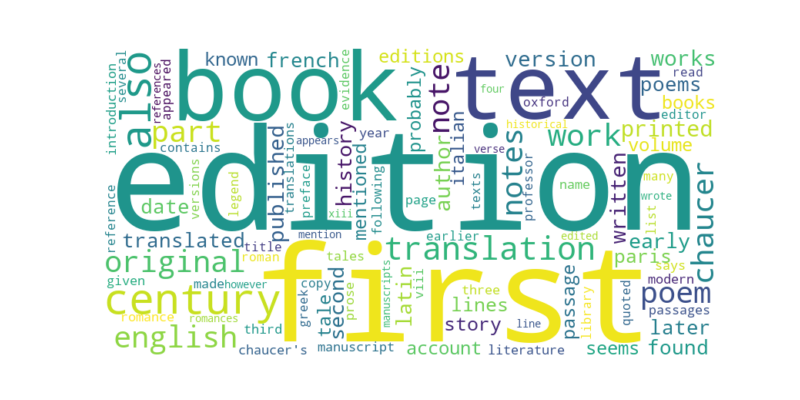 introduction
several
also
references
appeared
book
known
french
evidence
editions
probably
note
text
version
four
oxford
works
read
poems
books
editor
part
contains
history
appears
year
italian
historical
verse
work
printed
volume
edition
reference
date
versions
legend
published
translations
preface
xiii
mentioned
following
page
author
texts
notes
professor
name
written
many
wrote
list
chaucer
translated
title
roman
mention
tales
earlier
translation
edited
early
paris
original
given
made
however
first
century
greek
copy
tale
second
prose
manuscripts
latin
viii
lines
three
passage
library
quoted
says
modern
poem
passages
romance
romances
english
third
chaucer's
manuscript
story
line
account
literature
seems
found
later